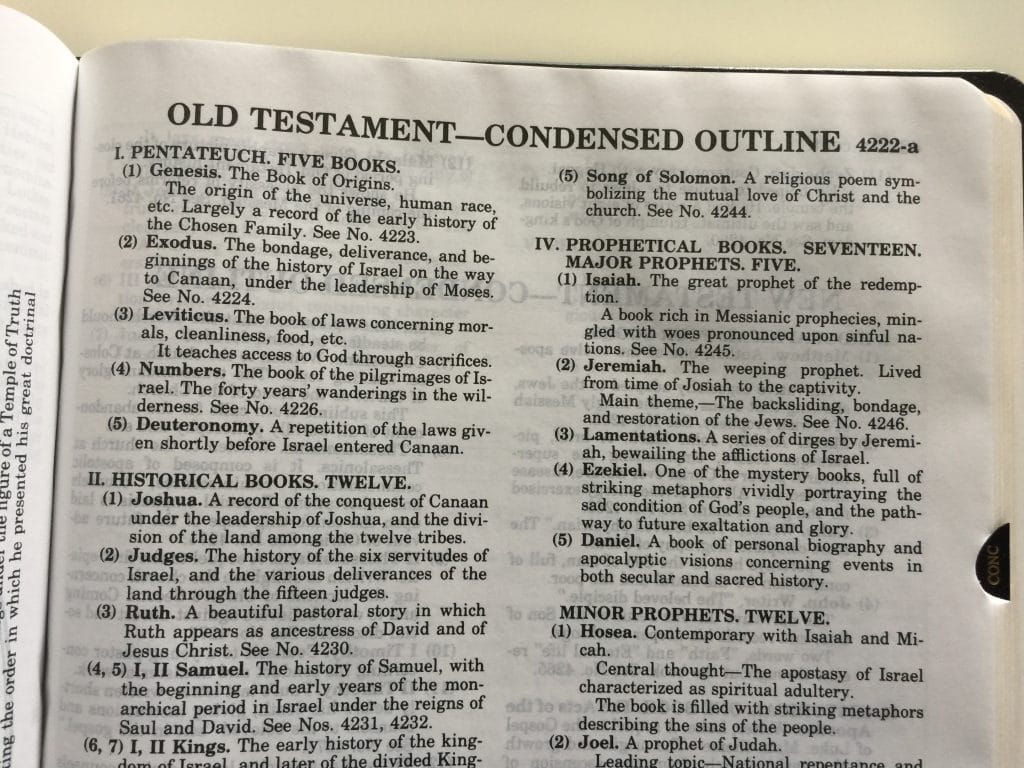 OLD TESTAMENT—CONDENSED OUTLINE 4222-a
I. PENTATEUCH. FIVE BOOKS.
(1) Genesis. The Book of Origins.
The origin of the universe, human race,
etc. Largely a record of the early history of
the Chosen Family. See No. 4223.
(2) Exodus. The bondage, deliverance, and be-
ginnings of the history of Israel on the way
to Canaan, under the leadership of Moses.
See No. 4224.
(3) Leviticus. The book of laws concerning mor-
als, cleanliness, food, etc.
It teaches access to God through sacrifices.
(4) Numbers. The book of the pilgrimages of Is-
rael. The forty years' wanderings in the wil-
derness. See No. 4226.
(5) Deuteronomy. A repetition of the laws giv-
en shortly before Israel entered Canaan.
II. HISTORICAL BOOKS. TWELVE.
(1) Joshua. A record of the conquest of Canaan
under the leadership of Joshua, and the divi-
sion of the land among the twelve tribes.
(2) Judges. The history of the six servitudes of
Israel, and the various deliverances of the
land through the fifteen judges.
(3) Ruth. A beautiful pastoral story in which
Ruth appears as ancestress of David and of
Jesus Christ. See No. 4230.
(4, 5) I, II Samuel. The history of Samuel, with
the beginning and early years of the mon-
archical period in Israel under the reigns of
Saul and David. See Nos. 4231, 4232.
(6, 7) I, II Kings. The early history of the king-
dom of Israel, and later of the divided King-
(5) Song of Solomon. A religious poem sym-
bolizing the mutual love of Christ and the
church. See No. 4244.
IV. PROPHETICAL BOOKS. SEVENTEEN.
MAJOR PROPHETS. FIVE.
(1) Isaiah. The great prophet of the redemp-
tion.
A book rich in Messianic prophecies, min-
gled with woes pronounced upon sinful na-
tions. See No. 4245.
(2) Jeremiah. The weeping prophet. Lived
from time of Josiah to the captivity.
Main theme,—The backsliding, bondage,
and restoration of the Jews. See No. 4246.
(3) Lamentations. A series of dirges by Jeremi-
ah, bewailing the afflictions of Israel.
(4) Ezekiel. One of the mystery books, full of
striking metaphors vividly portraying the
sad condition of God's people, and the path-
way to future exaltation and glory.
(5) Daniel. A book of personal biography and
apocalyptic visions concerning events in
both secular and sacred history.
MINOR PROPHETS. TWELVE.
(1) Hosea. Contemporary with Isaiah and Mi-
cah.
Central thought—The apostasy of Israel
characterized as spiritual adultery.
The book is filled with striking metaphors
describing the sins of the people.
(2) Joel. A prophet of Judah.
Leading topic—National repentance and
the figure of a Temple of Truth
the order in which he presented his great doctrinal
CONC